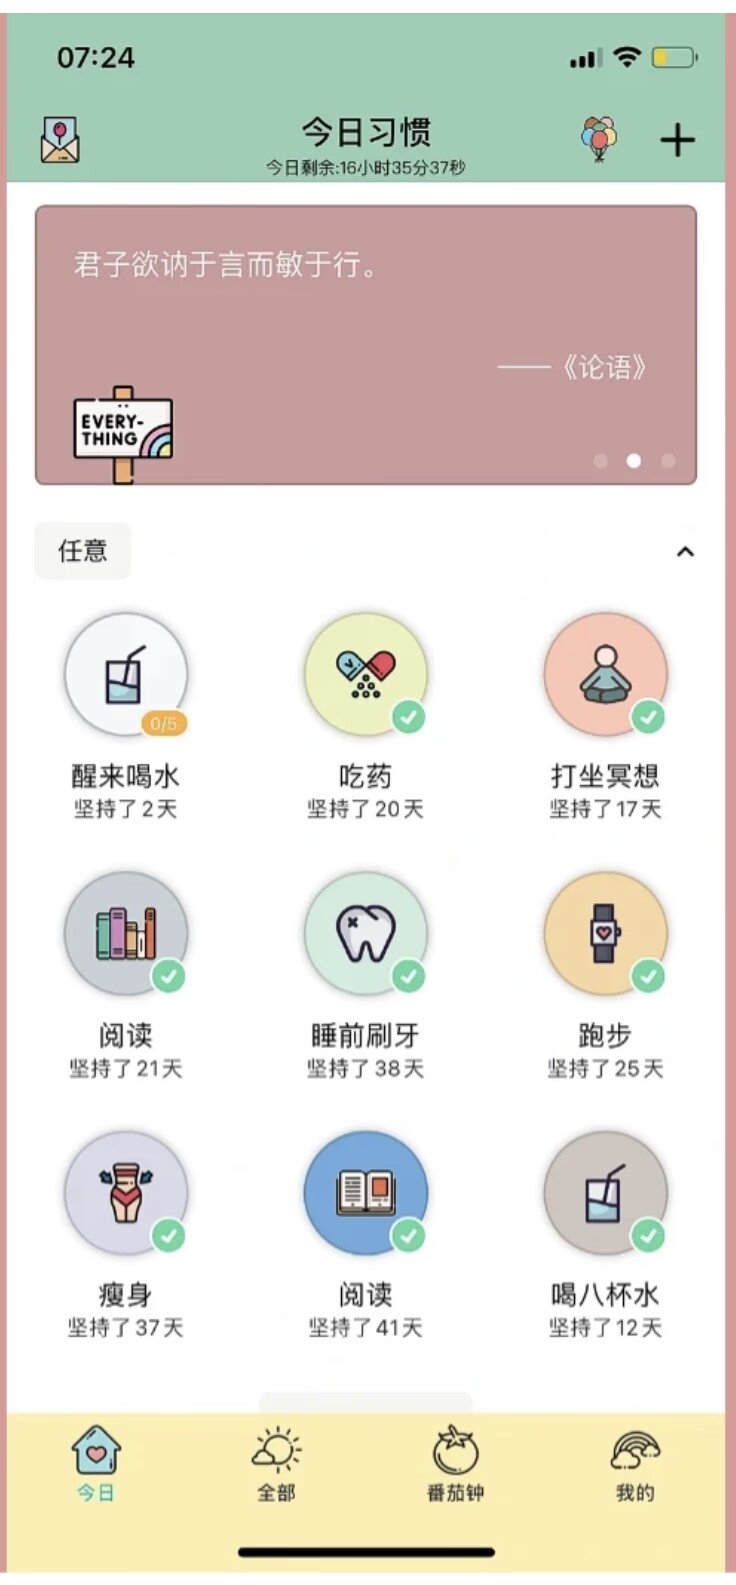 07:24
今日习惯
今日剩余:16小时35分37秒
君子欲讷于言而敏于行。
——《论语》
EVERY-
THING
任意
0/5
醒来喝水 吃药 打坐冥想
坚持了2天 坚持了20天 坚持了17天
阅读 睡前刷牙 跑步
坚持了21天 坚持了38天 坚持了25天
瘦身 阅读 喝八杯水
坚持了37天 坚持了41天 坚持了12天
今日 全部 番茄钟 我的